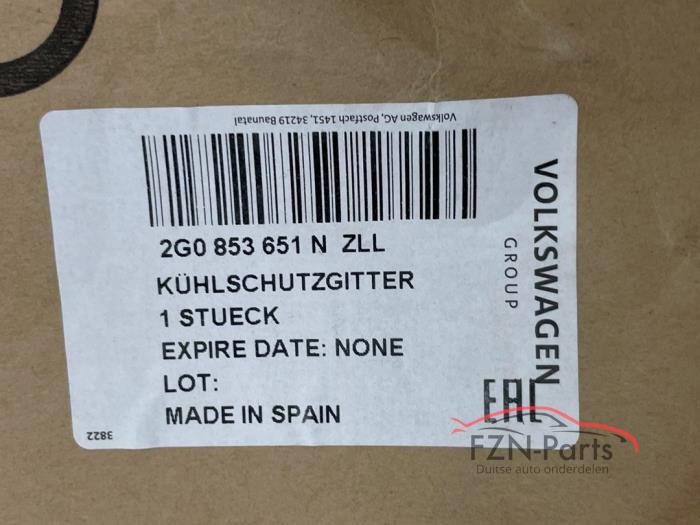 Volkswagen AG, Postfach 1451, 34219 Baunatal
2G0 853 651 N ZLL
KÜHLSCHUTZGITTER
1 STUECK
EXPIRE DATE: NONE
LOT:
MADE IN SPAIN
3822
VOLKSWAGEN
GROUP
EAC
FZN-Parts
Duitse auto onderdelen